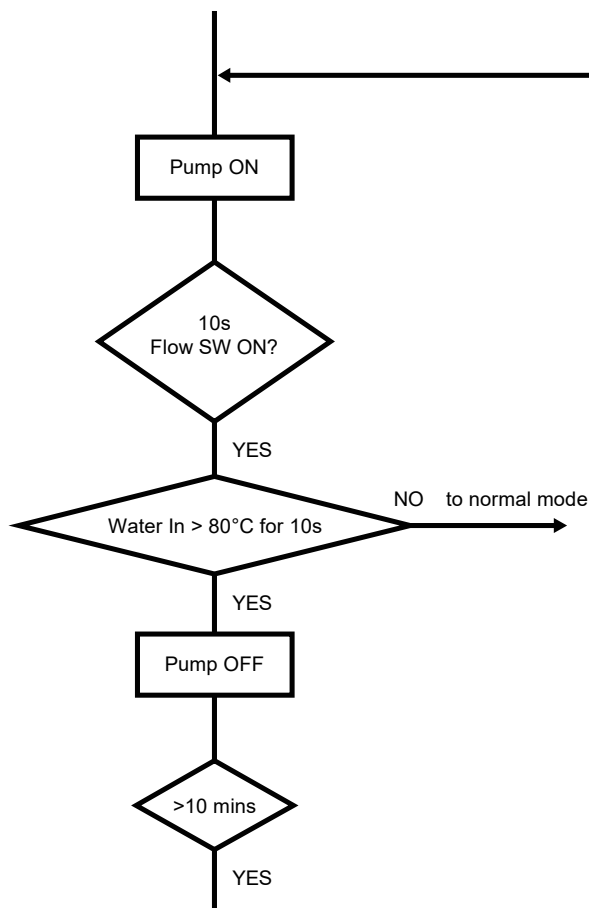 Pump ON
10s
Flow SW ON?
YES
NO to normal mode
Water In > 80°C for 10s
YES
Pump OFF
>10 mins
YES